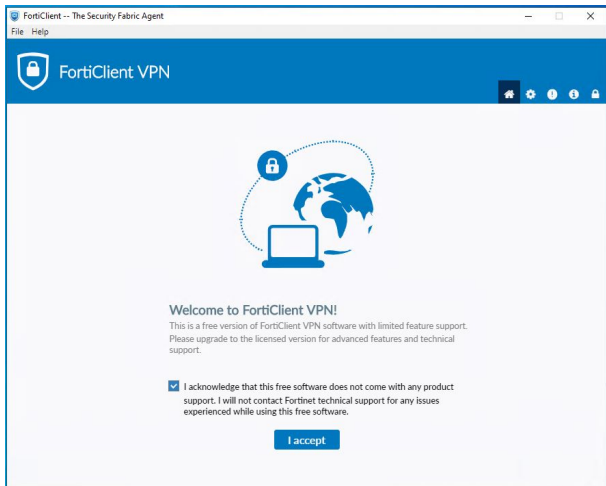 FortiClient -- The Security Fabric Agent
File Help
FortiClient VPN
Welcome to FortiClient VPN!
This is a free version of FortiClient VPN software with limited feature support.
Please upgrade to the licensed version for advanced features and technical
support.
I acknowledge that this free software does not come with any product
support. I will not contact Fortinet technical support for any issues
experienced while using this free software.
I accept